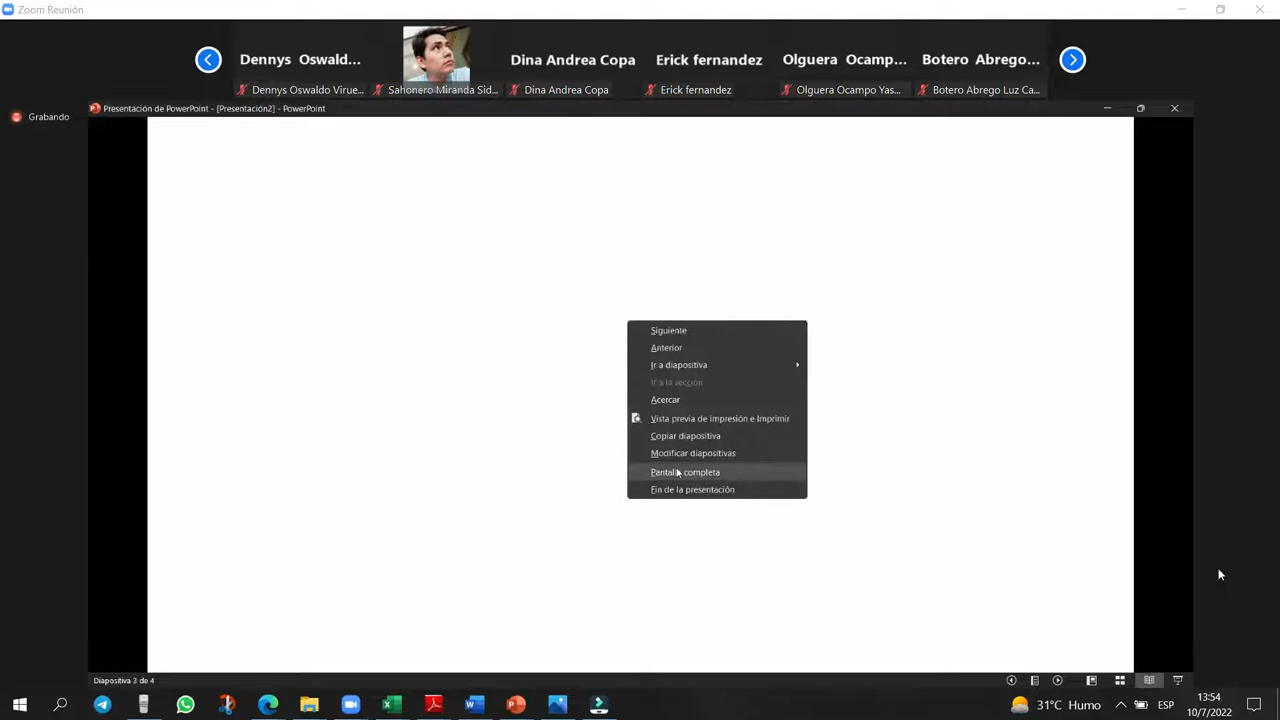 Zoom Reunión
Dennys Oswald...
Dina Andrea Copa
Erick fernandez
Olguera Ocamp...
Botero Abrego...
Dennys Oswaldo Virue...
Sahonero Miranda Sid...
Dina Andrea Copa
Erick fernandez
Olguera Ocampo Yas...
Botero Abrego Luz Ca...
Grabando
Presentación de PowerPoint - [Presentación2] - PowerPoint
Siguiente
Anterior
Ir a diapositiva
Ir a la sección
Acercar
Vista previa de impresión e Imprimir
Copiar diapositiva
Modificar diapositivas
Pantalla completa
Fin de la presentación
Diapositiva 3 de 4
31°C Humo
ESP
13:54
10/7/2022